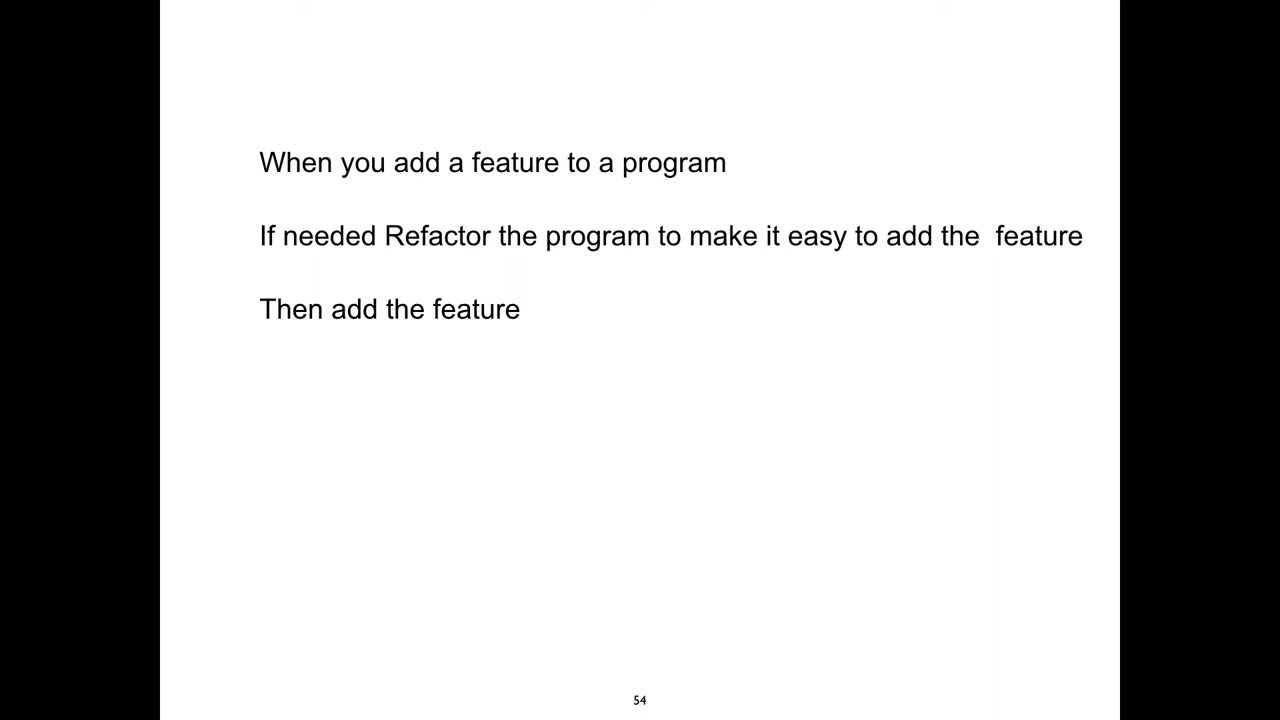 When you add a feature to a program
If needed Refactor the program to make it easy to add the  feature
Then add the feature
54